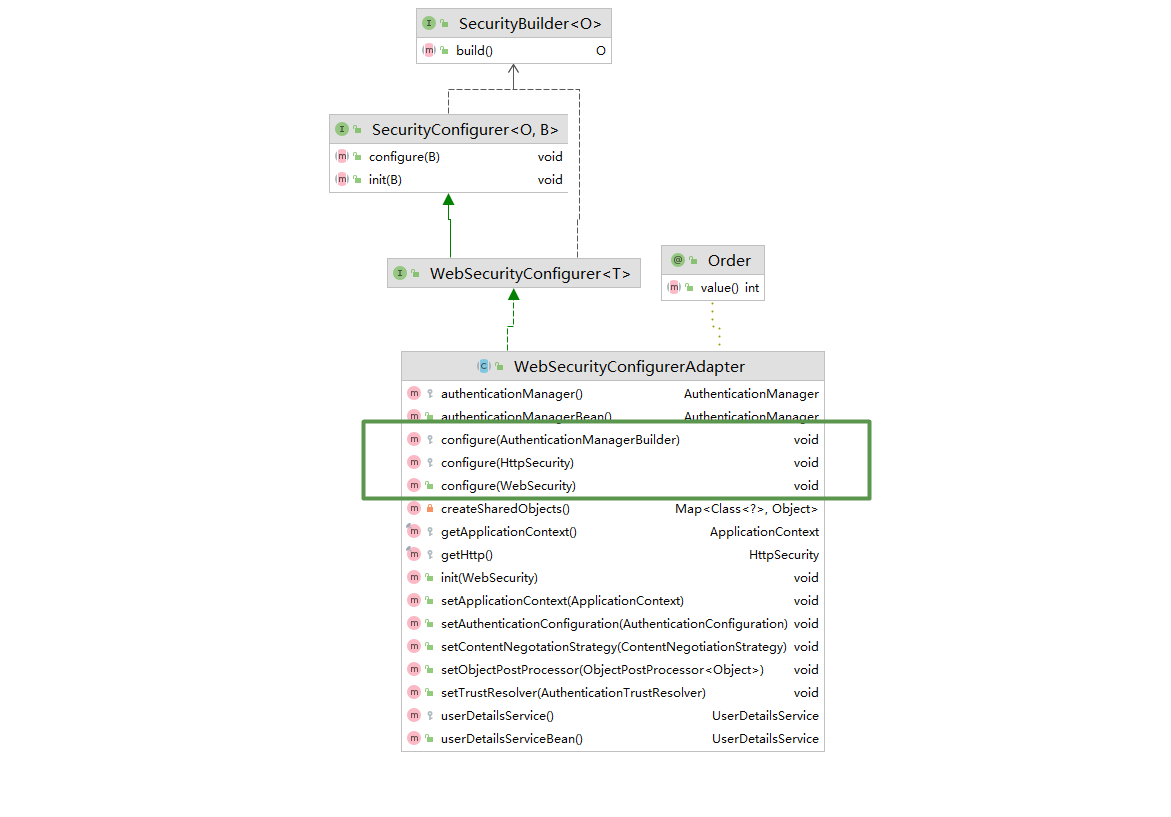 SecurityBuilder<O>
build() O
SecurityConfigurer<O, B>
configure(B) void
init(B) void
WebSecurityConfigurer<T>
Order
value() int
WebSecurityConfigurerAdapter
authenticationManager() AuthenticationManager
authenticationManagerBean() AuthenticationManager
configure(AuthenticationManagerBuilder) void
configure(HttpSecurity) void
configure(WebSecurity) void
createSharedObjects() Map<Class<?>, Object>
getApplicationContext() ApplicationContext
getHttp() HttpSecurity
init(WebSecurity) void
setApplicationContext(ApplicationContext) void
setAuthenticationConfiguration(AuthenticationConfiguration) void
setContentNegotationStrategy(ContentNegotiationStrategy) void
setObjectPostProcessor(ObjectPostProcessor<Object>) void
setTrustResolver(AuthenticationTrustResolver) void
userDetailsService() UserDetailsService
userDetailsServiceBean() UserDetailsService